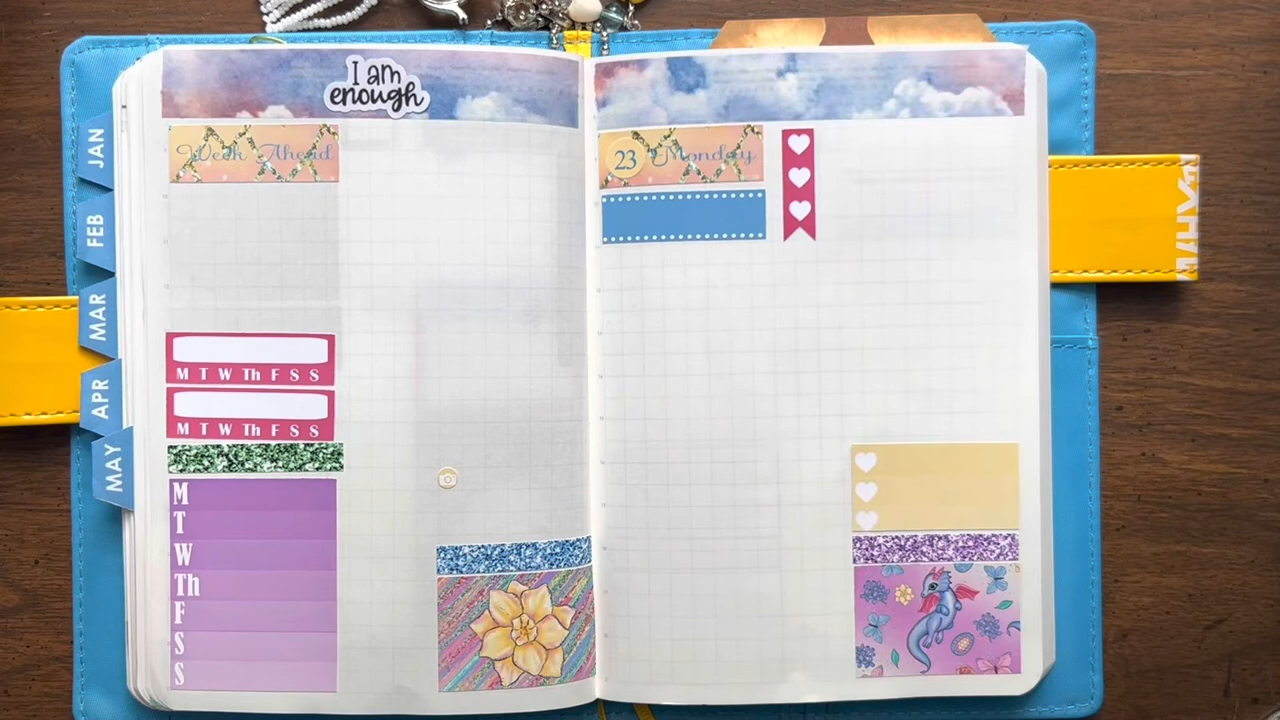 I am
enough
Week Ahead
23 Monday
JAN
FEB
MAR
APR
MAY
M T W Th F S S
M T W Th F S S
M
T
W
Th
F
S
S